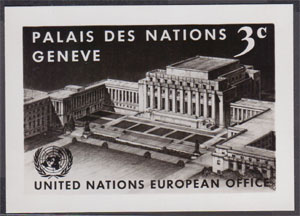 PALAIS DES NATIONS 3c
GENEVE
UNITED NATIONS EUROPEAN OFFICE